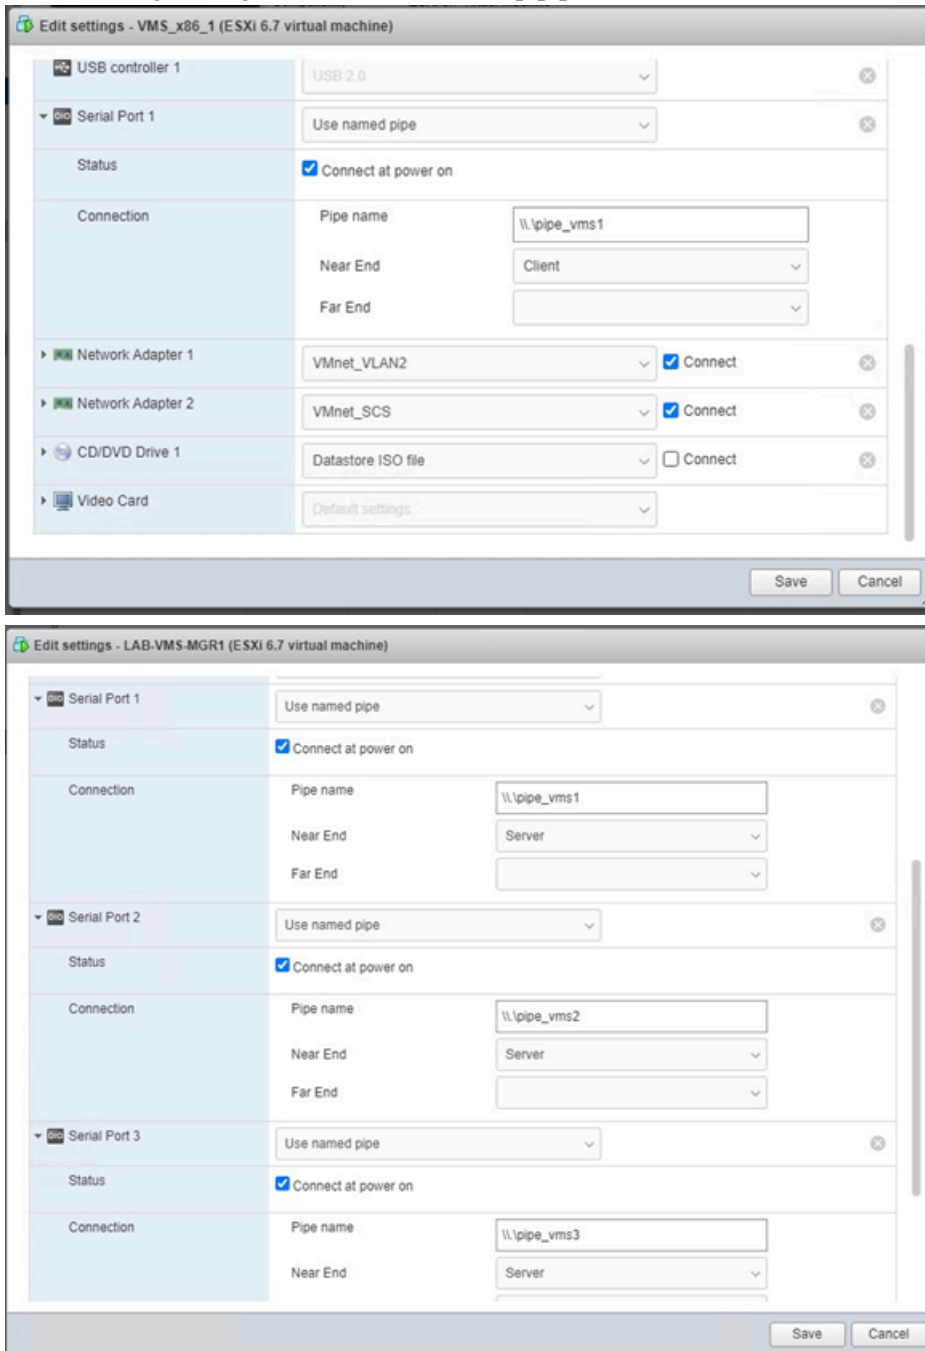 Edit settings - VMS_x86_1 (ESXi 6.7 virtual machine)
USB controller 1 USB 2.0
Serial Port 1 Use named pipe
Status Connect at power on
Connection Pipe name \\.\pipe_vms1
Near End Client
Far End
Network Adapter 1 VMnet_VLAN2 Connect
Network Adapter 2 VMnet_SCS Connect
CD/DVD Drive 1 Datastore ISO file Connect
Video Card Default settings
Save Cancel
Edit settings - LAB-VMS-MGR1 (ESXi 6.7 virtual machine)
Serial Port 1 Use named pipe
Status Connect at power on
Connection Pipe name \\.\pipe_vms1
Near End Server
Far End
Serial Port 2 Use named pipe
Status Connect at power on
Connection Pipe name \\.\pipe_vms2
Near End Server
Far End
Serial Port 3 Use named pipe
Status Connect at power on
Connection Pipe name \\.\pipe_vms3
Near End Server
Save Cancel